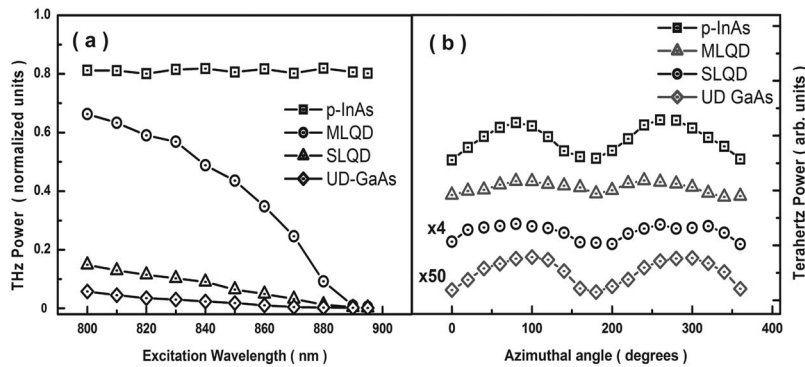 ( a )
THz Power ( normalized units )
1.0
0.8
0.6
0.4
0.2
0
p-InAs
MLQD
SLQD
UD-GaAs
800 820 840 860 880 900
Excitation Wavelength ( nm )
( b )
p-InAs
MLQD
SLQD
UD GaAs
x4
x50
0 100 200 300 400
Azimuthal angle ( degrees )
Terahertz Power ( arb. units )